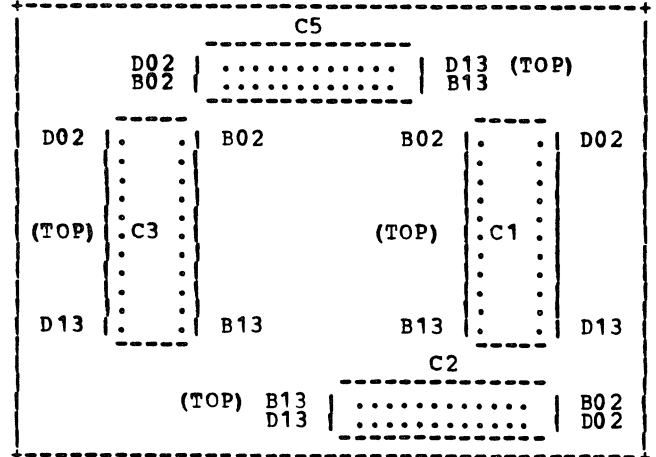 C5
D02 D13 (TOP)
B02 B13
D02 B02 B02 D02
(TOP) C3 (TOP) C1
D13 B13 B13 D13
C2
(TOP) B13 B02
D13 D02